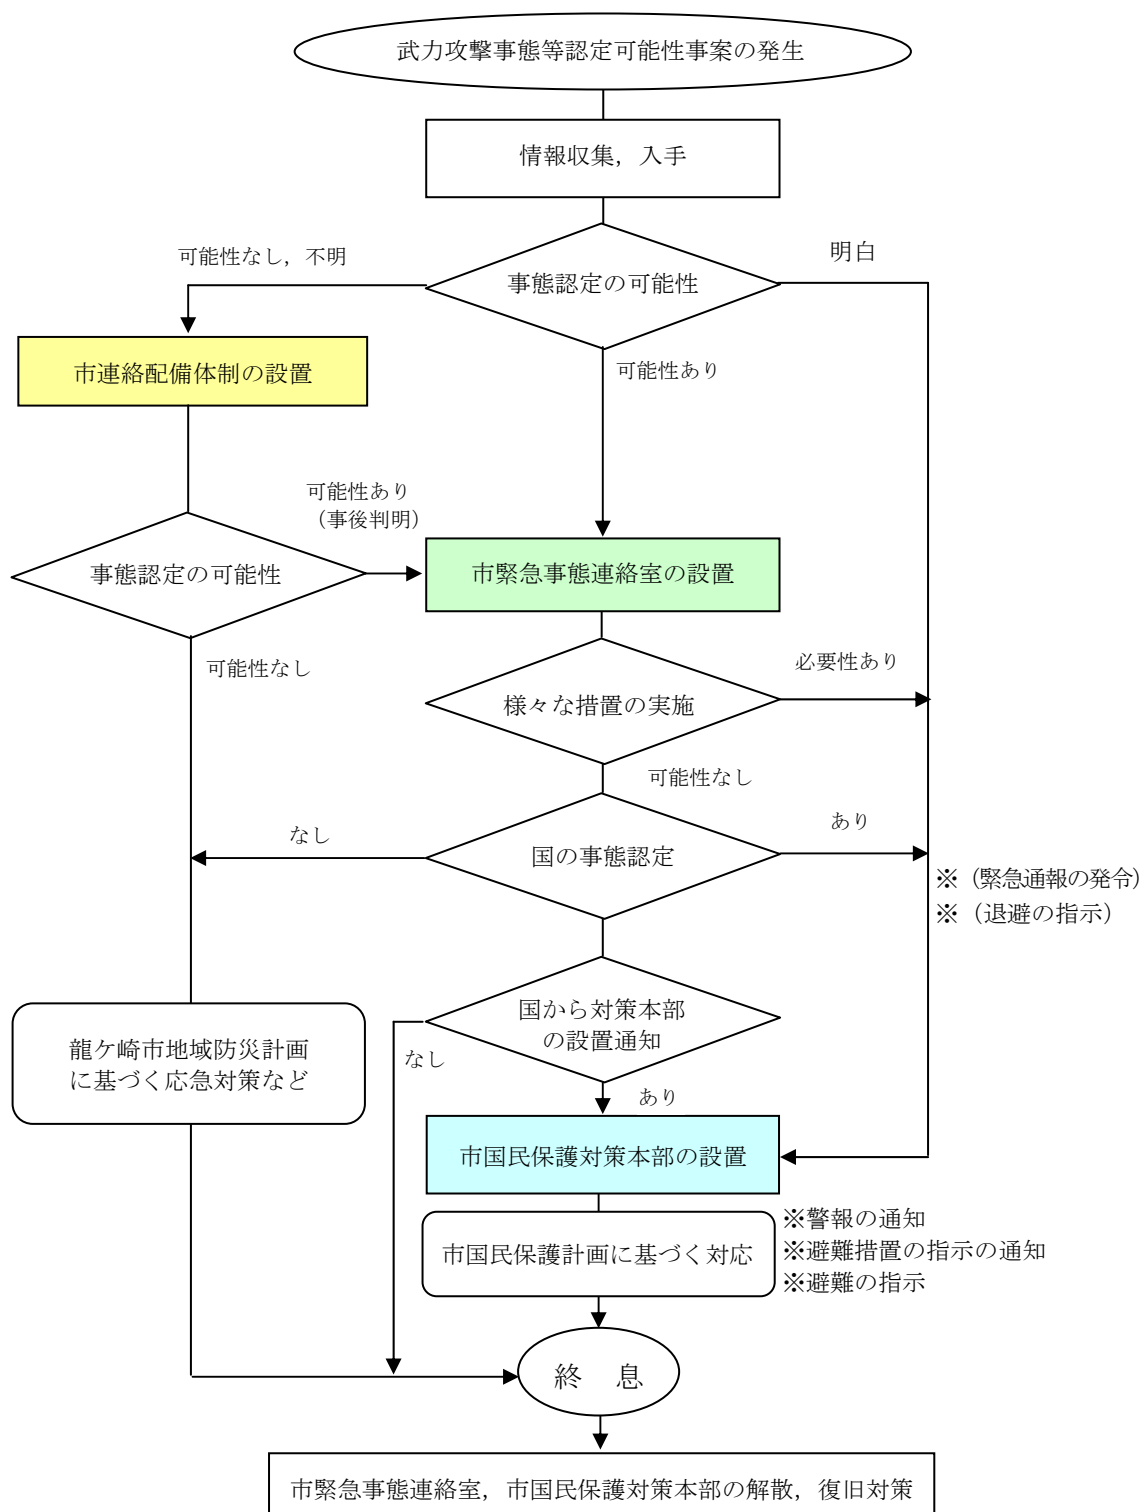 武力攻撃事態等認定可能性事案の発生
情報収集，入手
可能性なし，不明
明白
事態認定の可能性
可能性あり
市連絡配備体制の設置
可能性あり
（事後判明）
事態認定の可能性
市緊急事態連絡室の設置
可能性なし
必要性あり
様々な措置の実施
可能性なし
なし
あり
国の事態認定
※（緊急通報の発令）
※（退避の指示）
国から対策本部
の設置通知
なし
龍ケ崎市地域防災計画
に基づく応急対策など
あり
市国民保護対策本部の設置
※警報の通知
市国民保護計画に基づく対応
※避難措置の指示の通知
※避難の指示
終　息
市緊急事態連絡室，市国民保護対策本部の解散，復旧対策